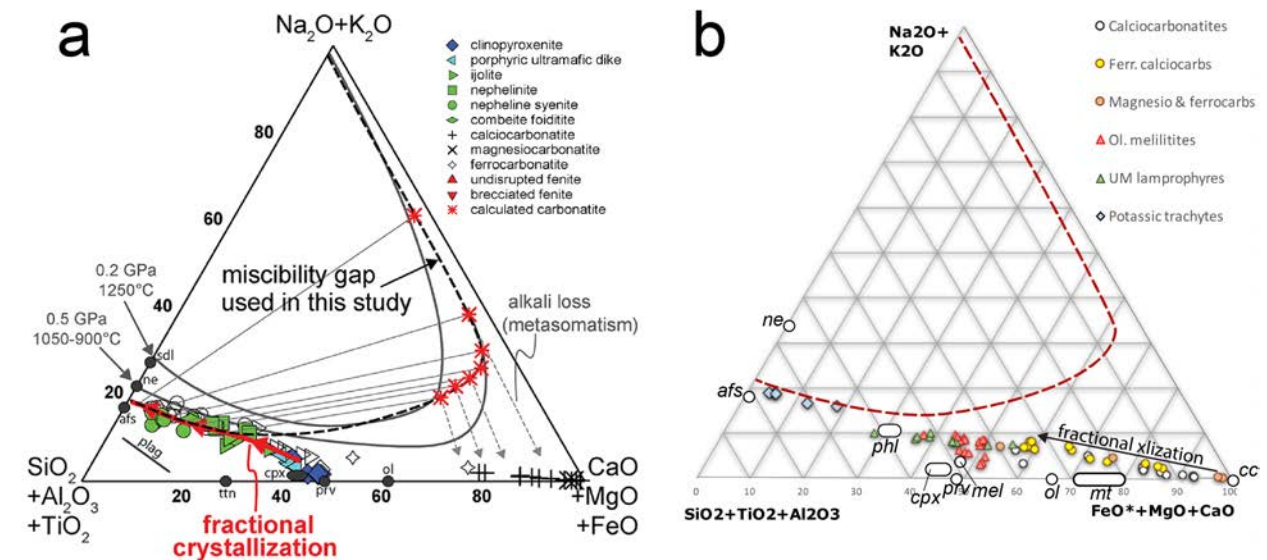 a
Na₂O+K₂O
clinopyroxenite
porphyric ultramafic dike
ijolite
nephelinite
nepheline syenite
combeite foiditite
calciocarbonatite
magnesiocarbonatite
ferrocarbonatite
undisrupted fenite
brecciated fenite
calculated carbonatite
80
60
0.2 GPa
1250°C
miscibility gap
used in this study
40
alkali loss
(metasomatism)
0.5 GPa
1050-900°C
sdl
ne
20
afs
plag
SiO₂
+Al₂O₃
+TiO₂
20
ttn
cpx
40
prv
ol
60
80
CaO
+MgO
+FeO
fractional
crystallization
b
Na2O+
K2O
Calciocarbonatites
Ferr. calciocarbs
Magnesio & ferrocarbs
Ol. melilitites
UM lamprophyres
Potassic trachytes
ne
afs
phl
fractional xlization
cc
cpx
prv
mel
ol
mt
0
10
20
30
40
60
70
80
90
100
SiO2+TiO2+Al2O3
FeO*+MgO+CaO